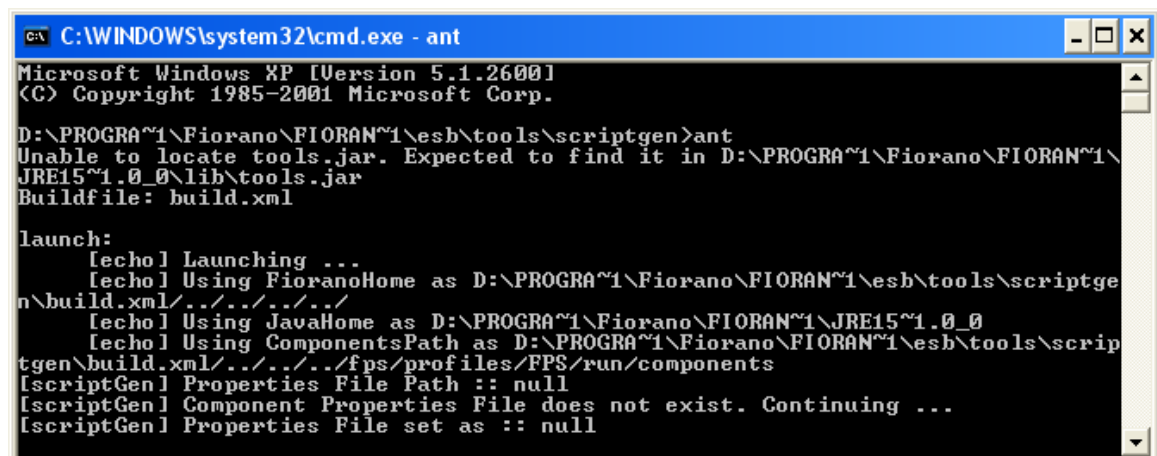 C:\WINDOWS\system32\cmd.exe - ant
Microsoft Windows XP [Version 5.1.2600]
(C) Copyright 1985-2001 Microsoft Corp.
D:\PROGRA~1\Fiorano\FIORAN~1\esb\tools\scriptgen>ant
Unable to locate tools.jar. Expected to find it in D:\PROGRA~1\Fiorano\FIORAN~1\
JRE15~1.0_0\lib\tools.jar
Buildfile: build.xml
launch:
[echo] Launching ...
[echo] Using FioranoHome as D:\PROGRA~1\Fiorano\FIORAN~1\esb\tools\scriptge
n\build.xml/../../../../
[echo] Using JavaHome as D:\PROGRA~1\Fiorano\FIORAN~1\JRE15~1.0_0
[echo] Using ComponentsPath as D:\PROGRA~1\Fiorano\FIORAN~1\esb\tools\scrip
tgen\build.xml/../../../fps/profiles/FPS/run/components
[scriptGen] Properties File Path :: null
[scriptGen] Component Properties File does not exist. Continuing ...
[scriptGen] Properties File set as :: null